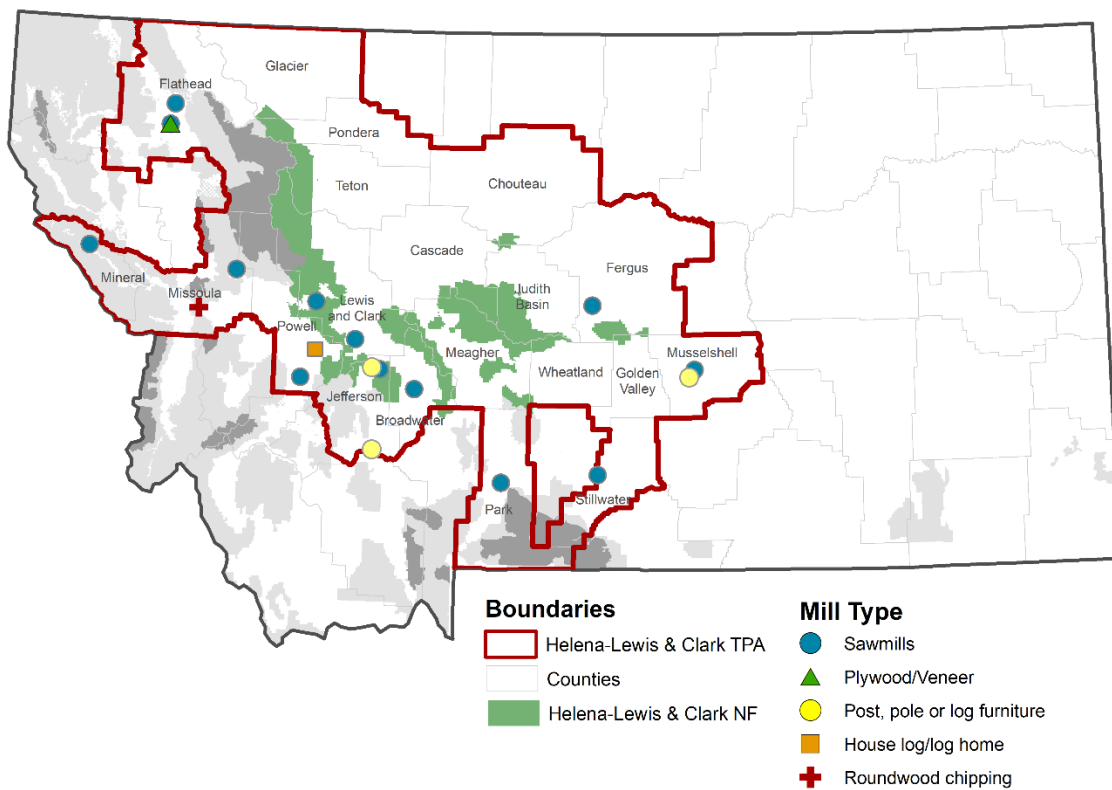 Glacier
Flathead
Pondera
Teton
Chouteau
Cascade
Fergus
Mineral
Missoula
Judith
Basin
Lewis
and Clark
Powell
Meagher
Musselshell
Wheatland
Golden
Valley
Jefferson
Broadwater
Park
Stillwater
Boundaries
Helena-Lewis & Clark TPA
Counties
Helena-Lewis & Clark NF
Mill Type
Sawmills
Plywood/Veneer
Post, pole or log furniture
House log/log home
Roundwood chipping